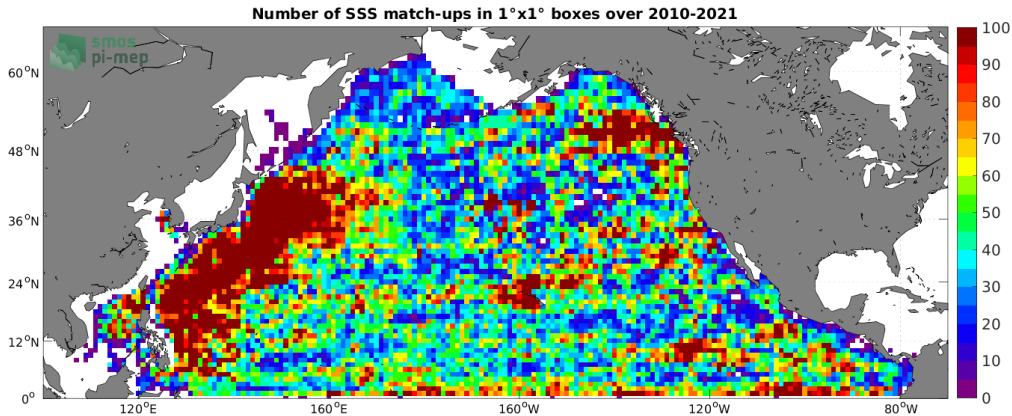 Number of SSS match-ups in 1°x1° boxes over 2010-2021
smos
pi-mep
60°N
48°N
36°N
24°N
12°N
0°
120°E
160°E
160°W
120°W
80°W
100
90
80
70
60
50
40
30
20
10
0